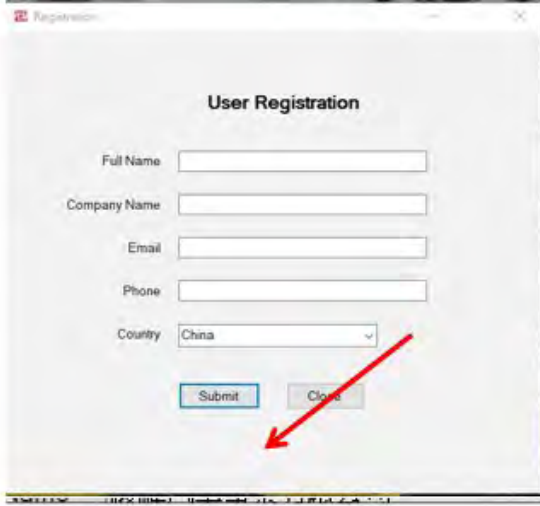 Registration
User Registration
Full Name
Company Name
Email
Phone
Country China
Submit Close